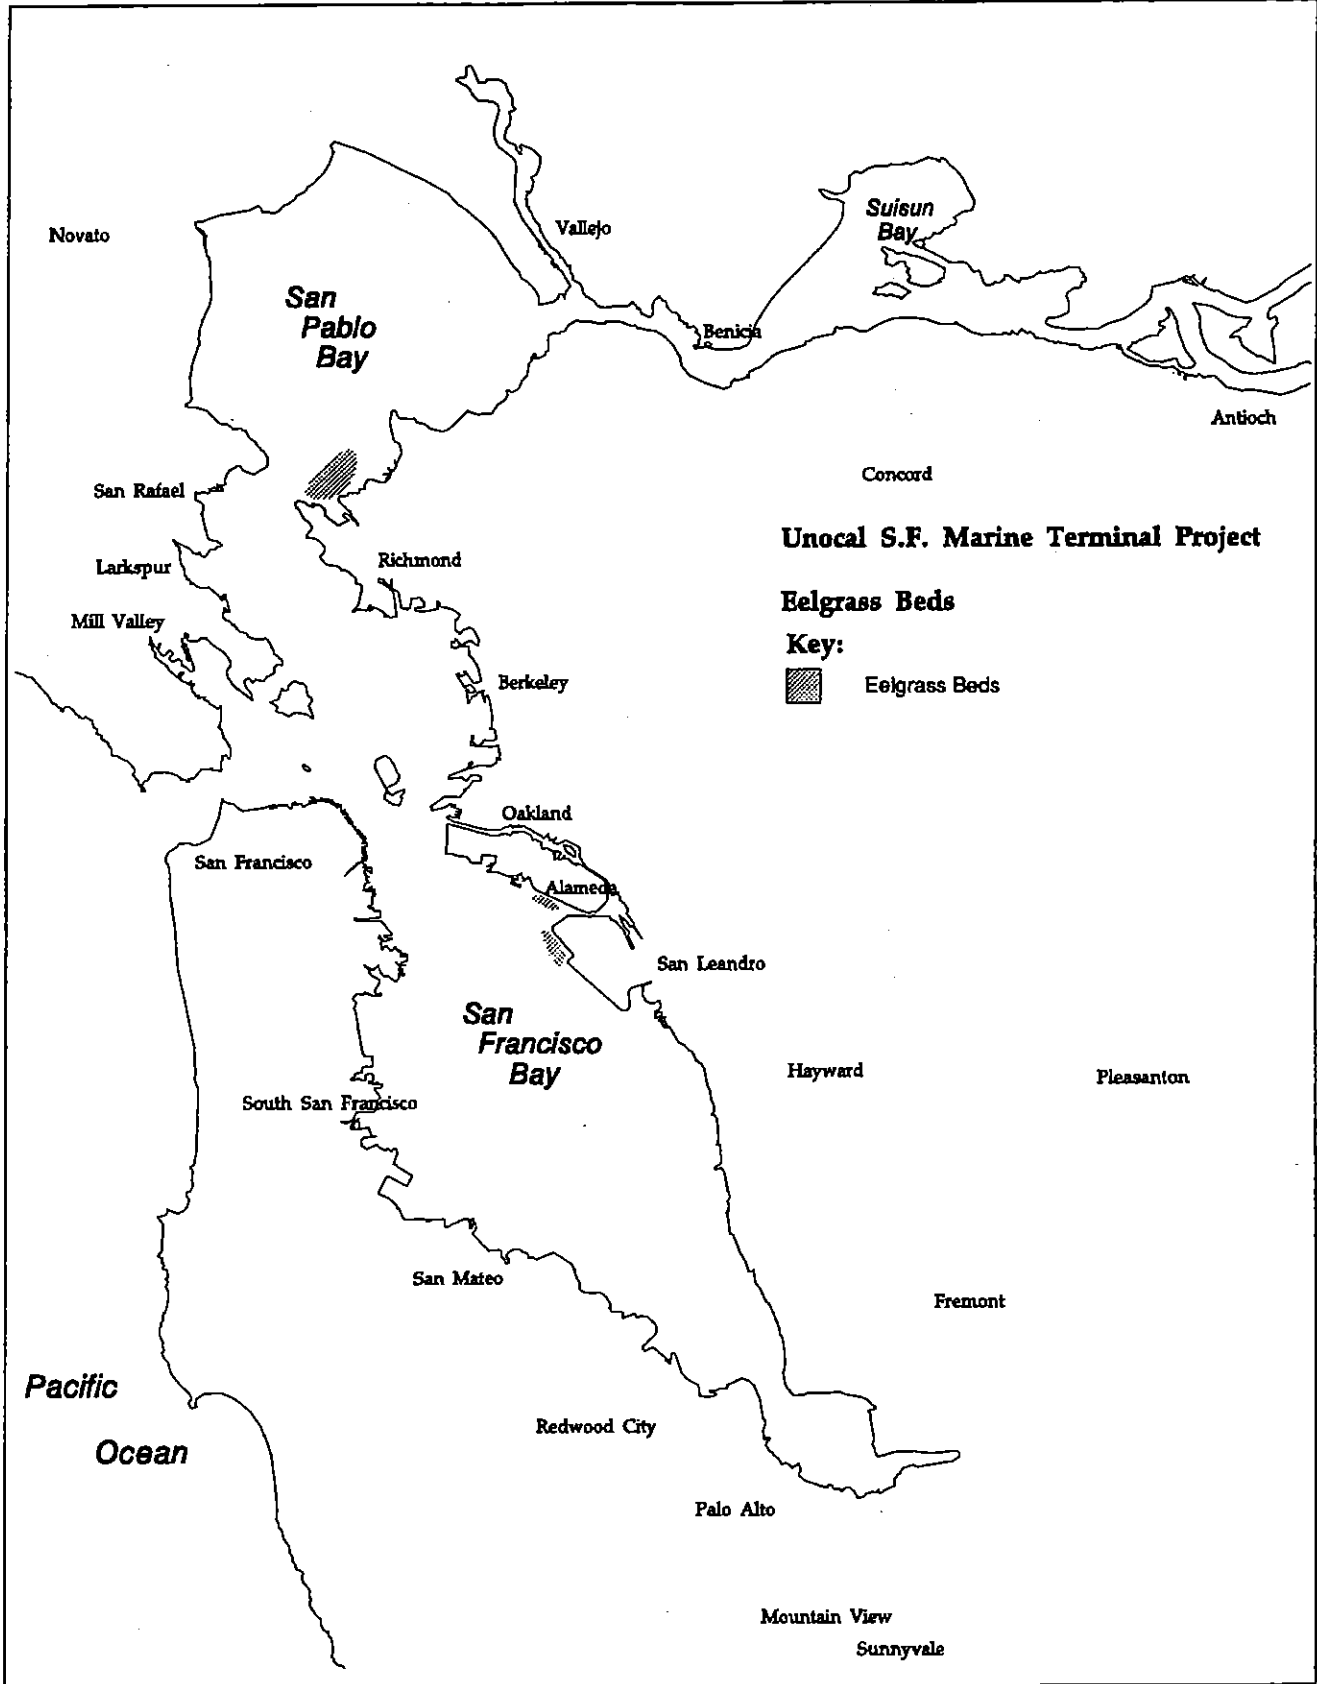 Novato
Vallejo
Suisun
Bay
San
Pablo
Bay
Benicia
Antioch
Concord
San Rafael
Unocal S.F. Marine Terminal Project
Larkspur
Richmond
Eelgrass Beds
Mill Valley
Key:
Berkeley
Eelgrass Beds
Oakland
San Francisco
Alameda
San Leandro
San
Francisco
Bay
Hayward
Pleasanton
South San Francisco
San Mateo
Fremont
Pacific
Ocean
Redwood City
Palo Alto
Mountain View
Sunnyvale